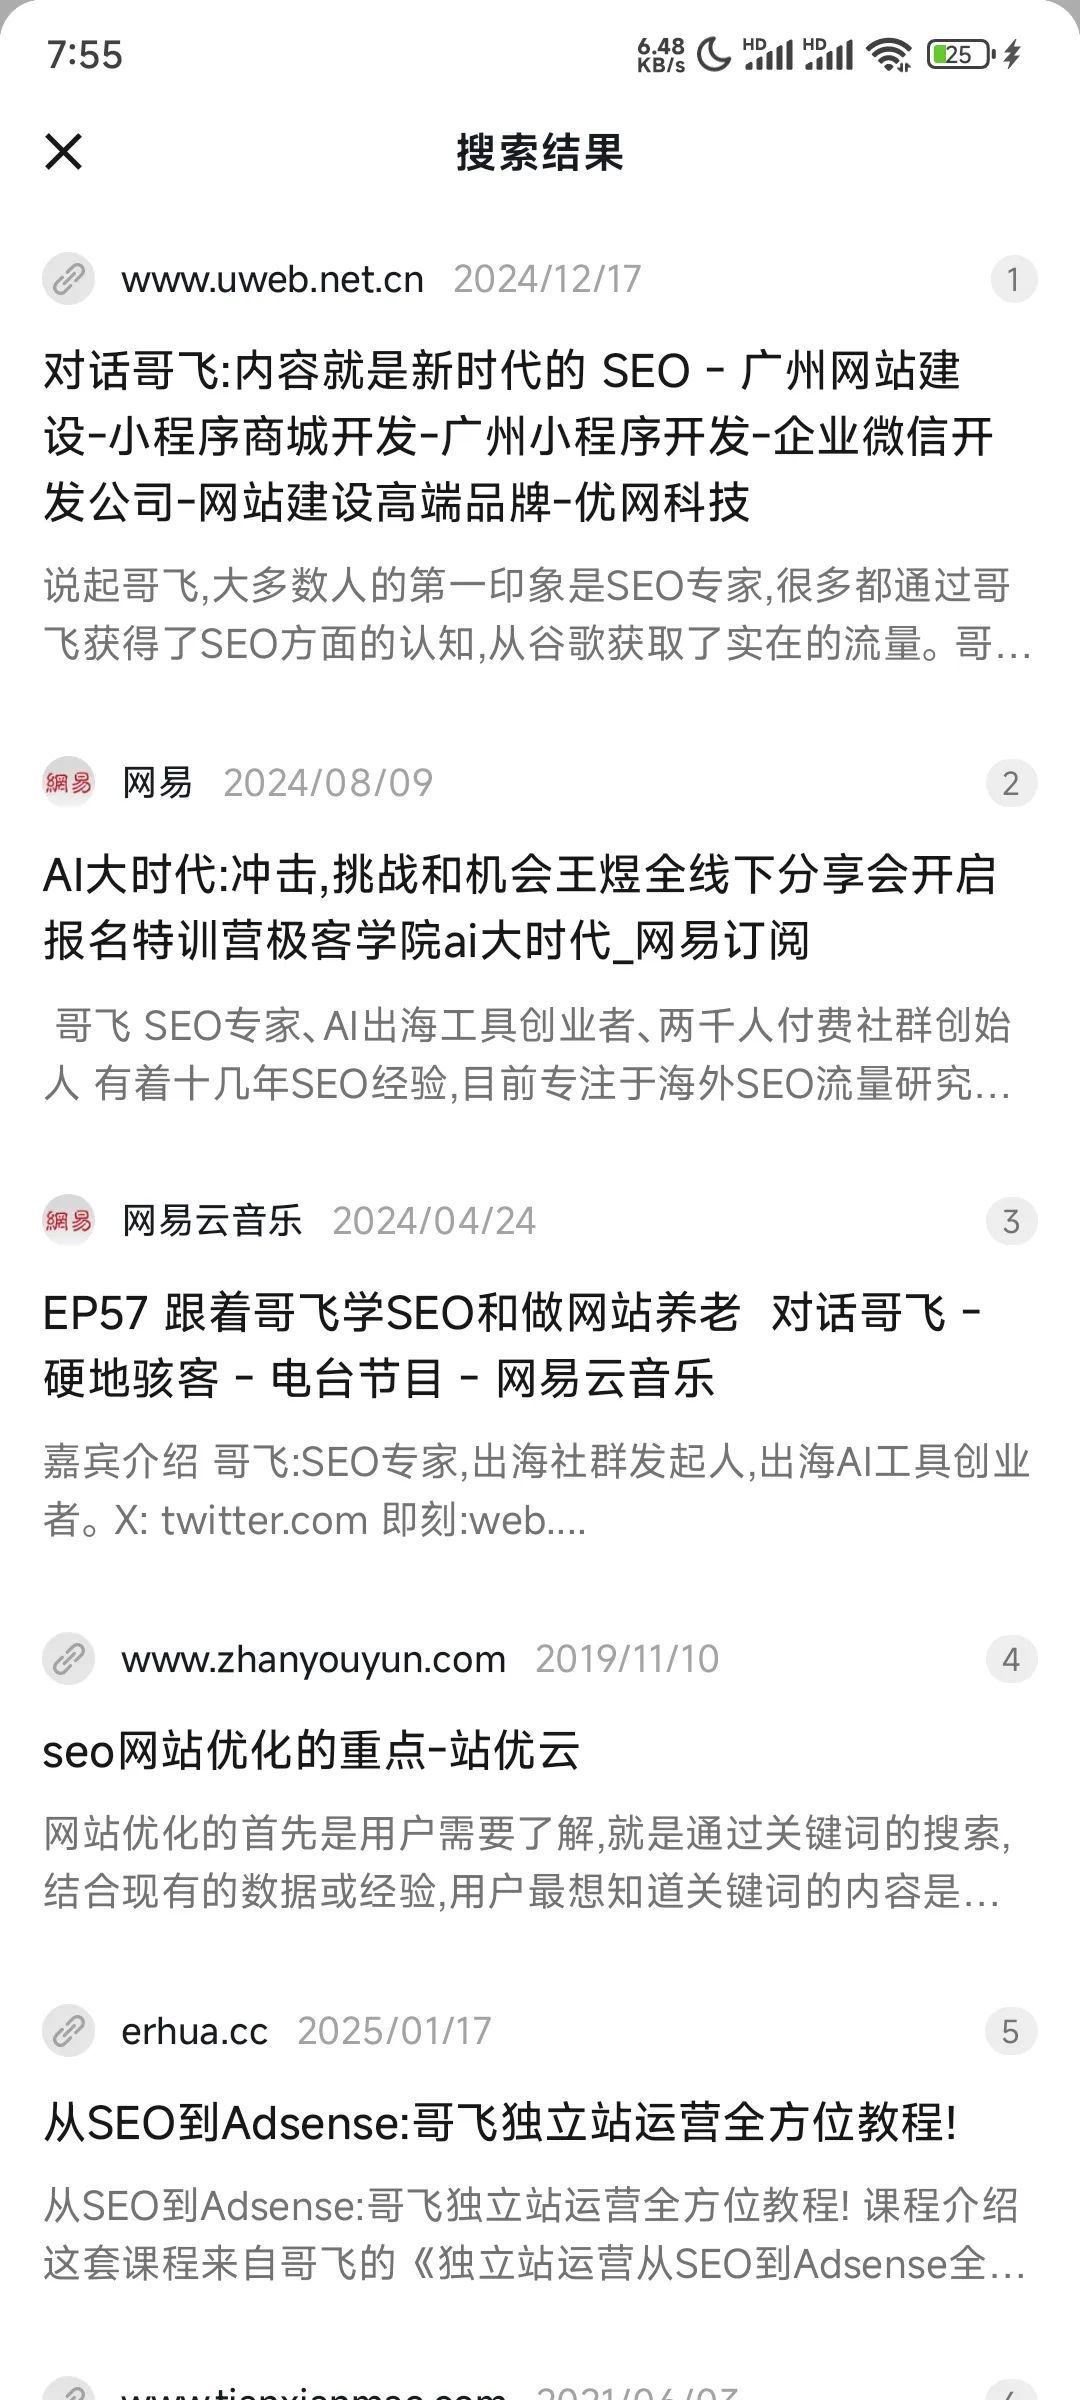 7:55
6.48 KB/s HD HD 25
搜索结果
www.uweb.net.cn 2024/12/17 1
对话哥飞:内容就是新时代的 SEO - 广州网站建
设-小程序商城开发-广州小程序开发-企业微信开
发公司-网站建设高端品牌-优网科技
说起哥飞,大多数人的第一印象是SEO专家,很多都通过哥
飞获得了SEO方面的认知,从谷歌获取了实在的流量。哥...
網易 网易 2024/08/09 2
AI大时代:冲击,挑战和机会王煜全线下分享会开启
报名特训营极客学院ai大时代_网易订阅
哥飞 SEO专家、AI出海工具创业者、两千人付费社群创始
人 有着十几年SEO经验,目前专注于海外SEO流量研究...
網易 网易云音乐 2024/04/24 3
EP57 跟着哥飞学SEO和做网站养老 对话哥飞 -
硬地骇客 - 电台节目 - 网易云音乐
嘉宾介绍 哥飞:SEO专家,出海社群发起人,出海AI工具创业
者。X: twitter.com 即刻:web....
www.zhanyouyun.com 2019/11/10 4
seo网站优化的重点-站优云
网站优化的首先是用户需要了解,就是通过关键词的搜索,
结合现有的数据或经验,用户最想知道关键词的内容是...
erhua.cc 2025/01/17 5
从SEO到Adsense:哥飞独立站运营全方位教程!
从SEO到Adsense:哥飞独立站运营全方位教程! 课程介绍
这套课程来自哥飞的《独立站运营从SEO到Adsense全...